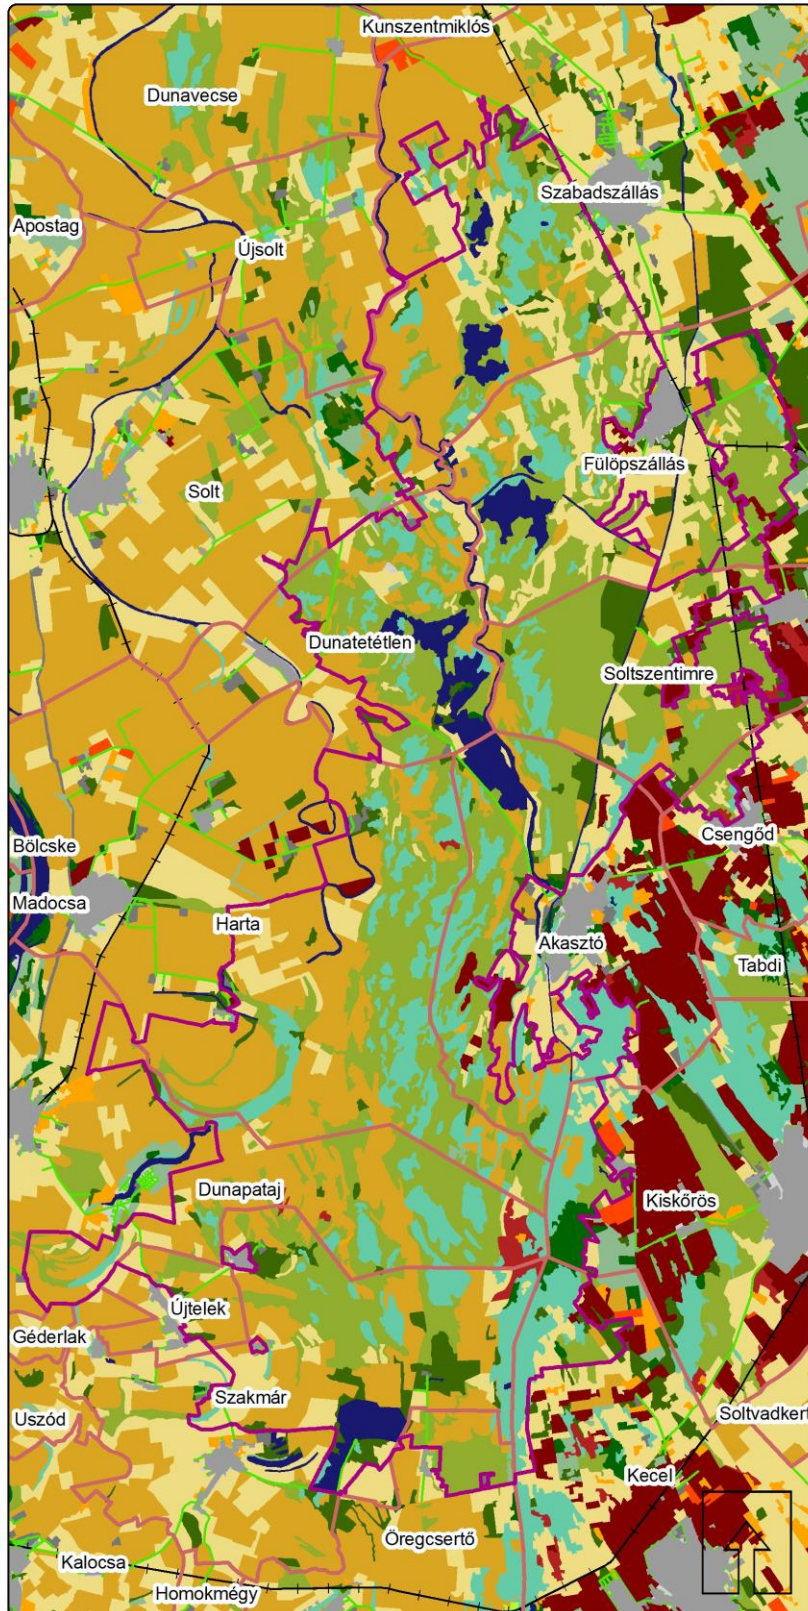 Kunszentmiklós
Dunavecse
Szabadszállás
Apostag
Újsolt
Fülöpszállás
Solt
Dunatetétlen
Soltszentimre
Csengőd
Bölcske
Madocsa
Harta
Akasztó
Tabdi
Dunapataj
Kiskőrös
Újtelek
Géderlak
Szakmár
Uszód
Soltvadkert
Kecel
Öregcsertő
Kalocsa
Homokmégy